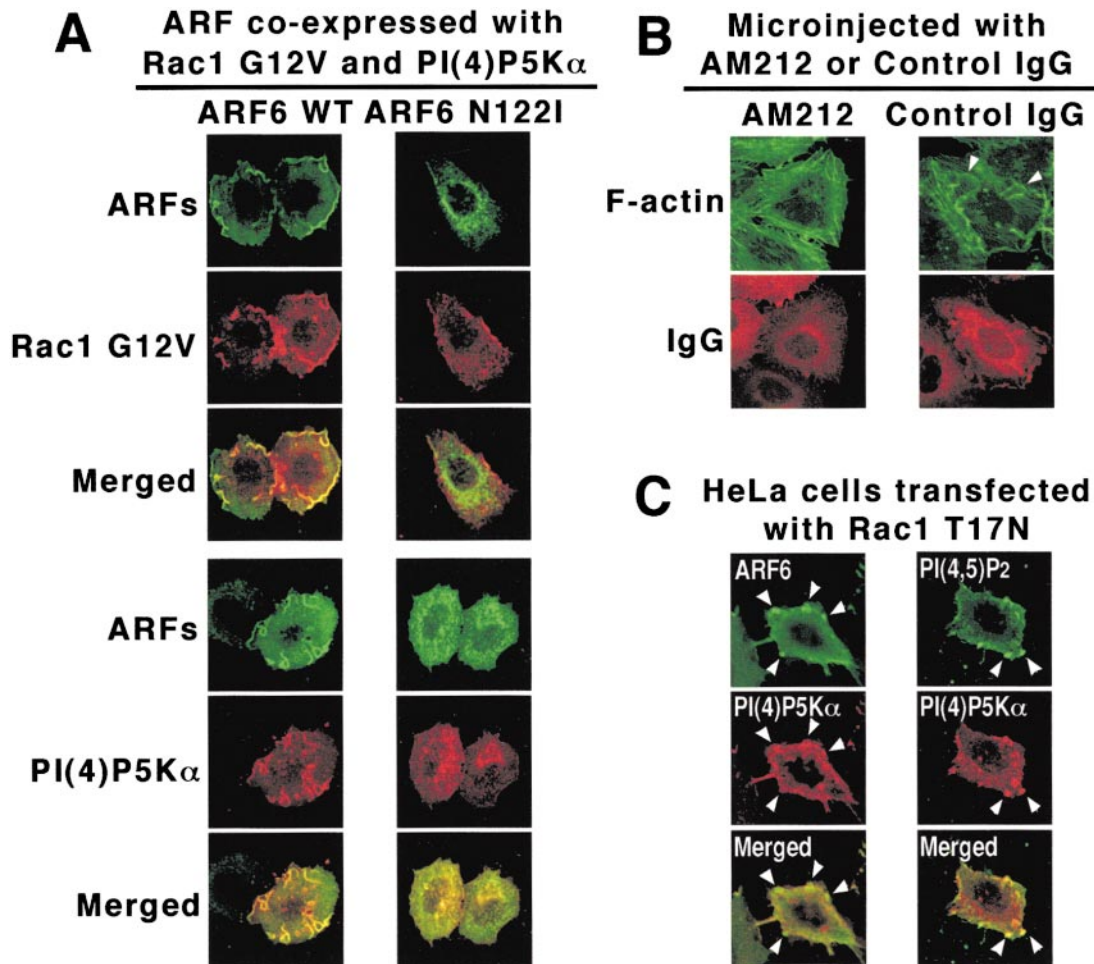 A
ARF co-expressed with
Rac1 G12V and PI(4)P5Kα
ARF6 WT ARF6 N122I
ARFs
Rac1 G12V
Merged
ARFs
PI(4)P5Kα
Merged
B
Microinjected with
AM212 or Control IgG
AM212 Control IgG
F-actin
IgG
C
HeLa cells transfected
with Rac1 T17N
ARF6 PI(4,5)P2
PI(4)P5Kα PI(4)P5Kα
Merged Merged